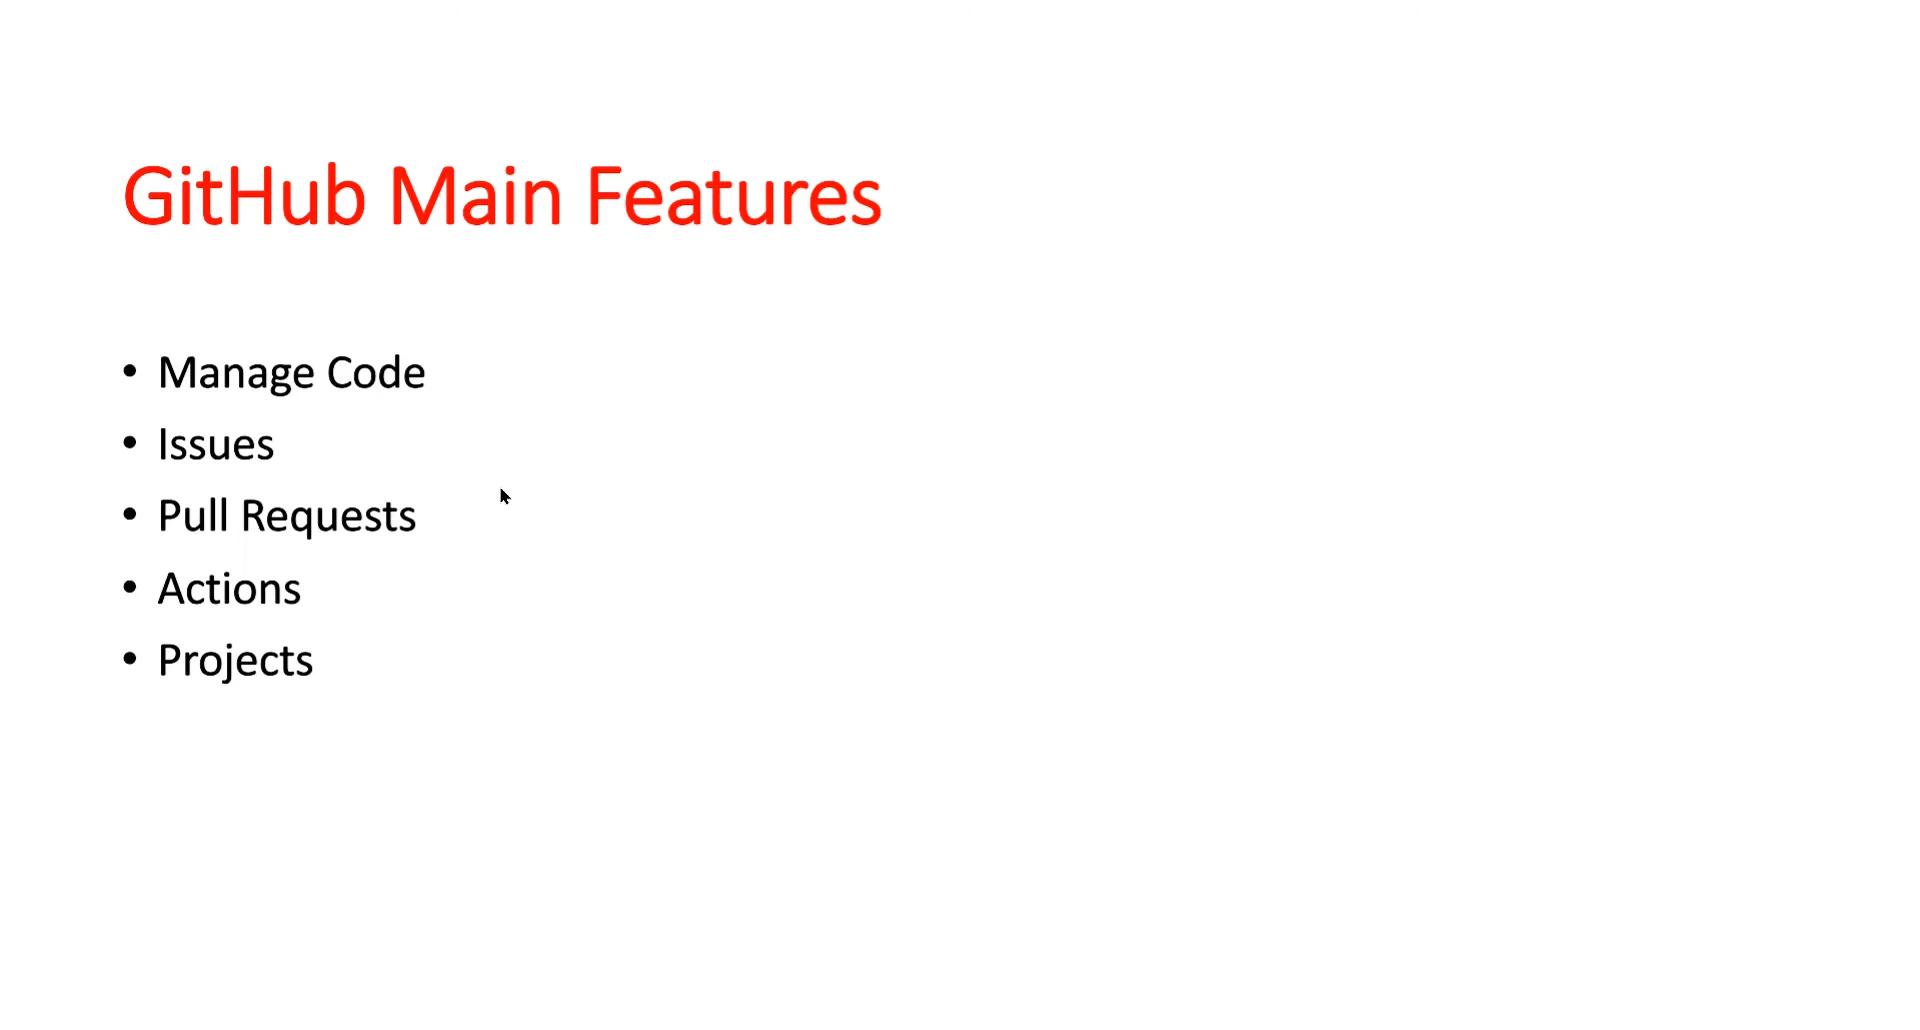 GitHub Main Features
• Manage Code
• Issues
• Pull Requests
• Actions
• Projects